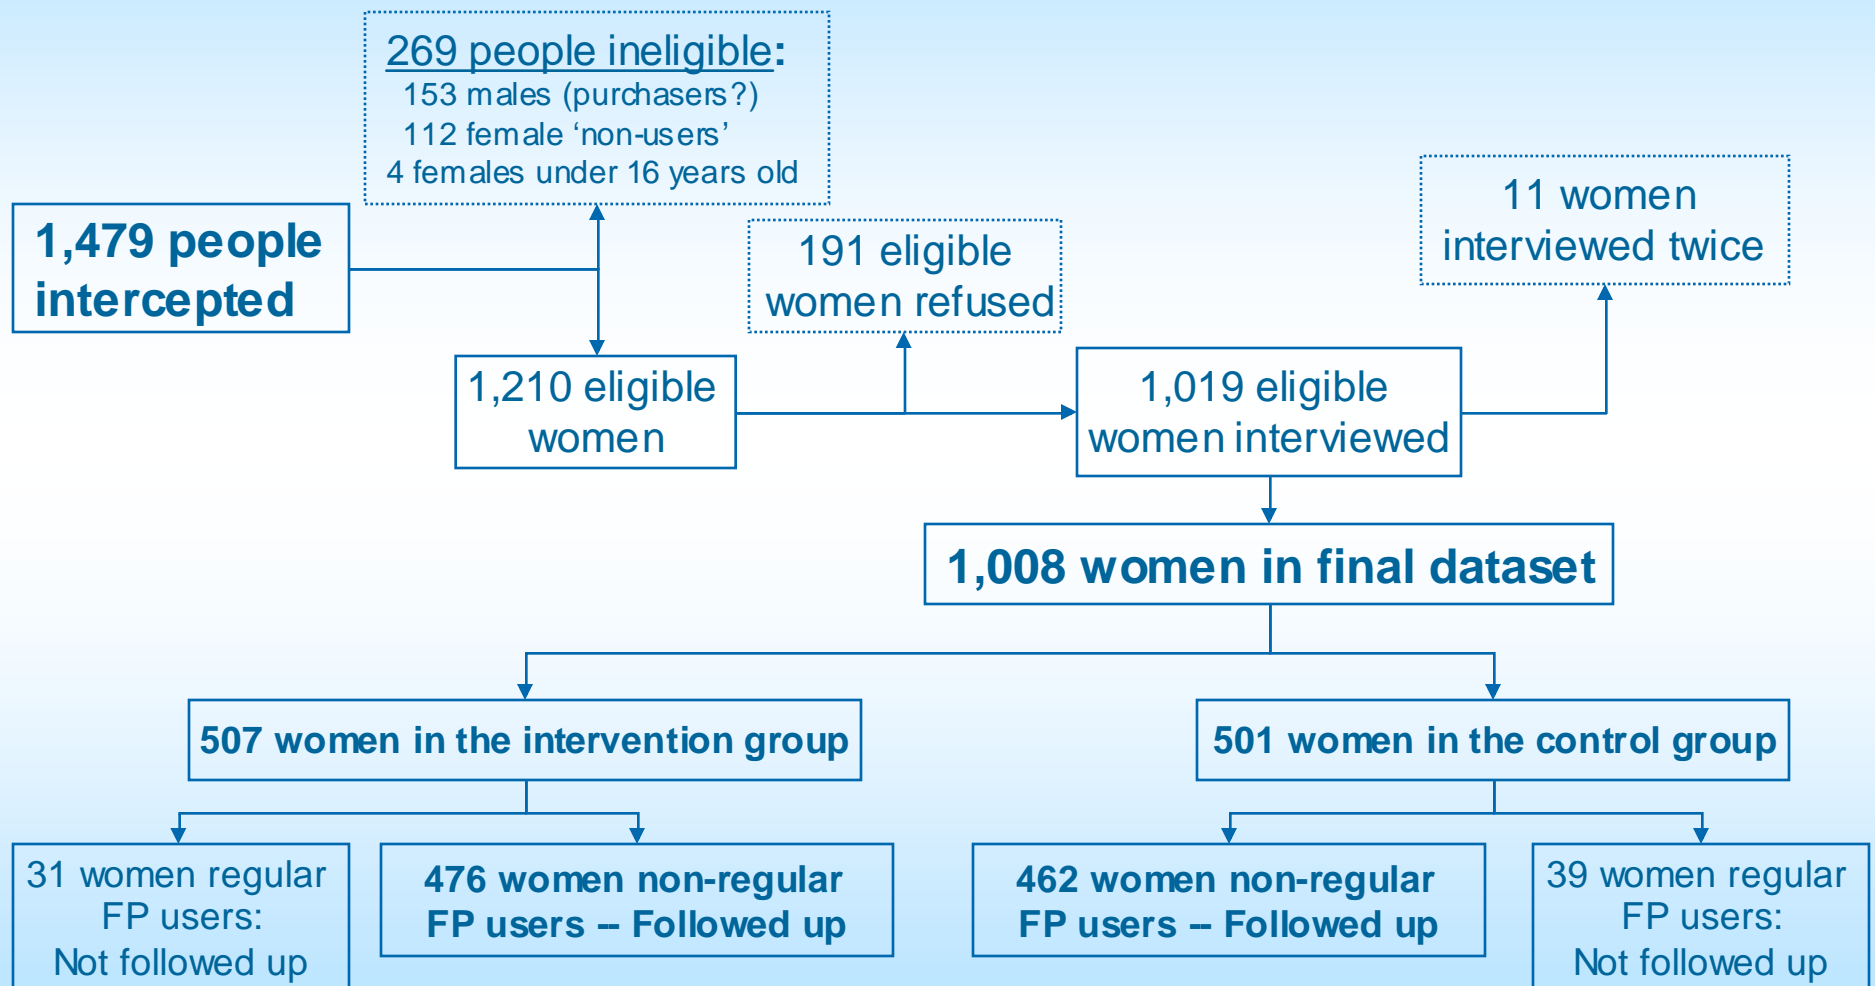 269 people ineligible:
153 males (purchasers?)
112 female ‘non-users’
4 females under 16 years old
1,479 people
intercepted
191 eligible
women refused
11 women
interviewed twice
1,210 eligible
women
1,019 eligible
women interviewed
1,008 women in final dataset
507 women in the intervention group
501 women in the control group
31 women regular
FP users:
Not followed up
476 women non-regular
FP users -- Followed up
462 women non-regular
FP users -- Followed up
39 women regular
FP users:
Not followed up